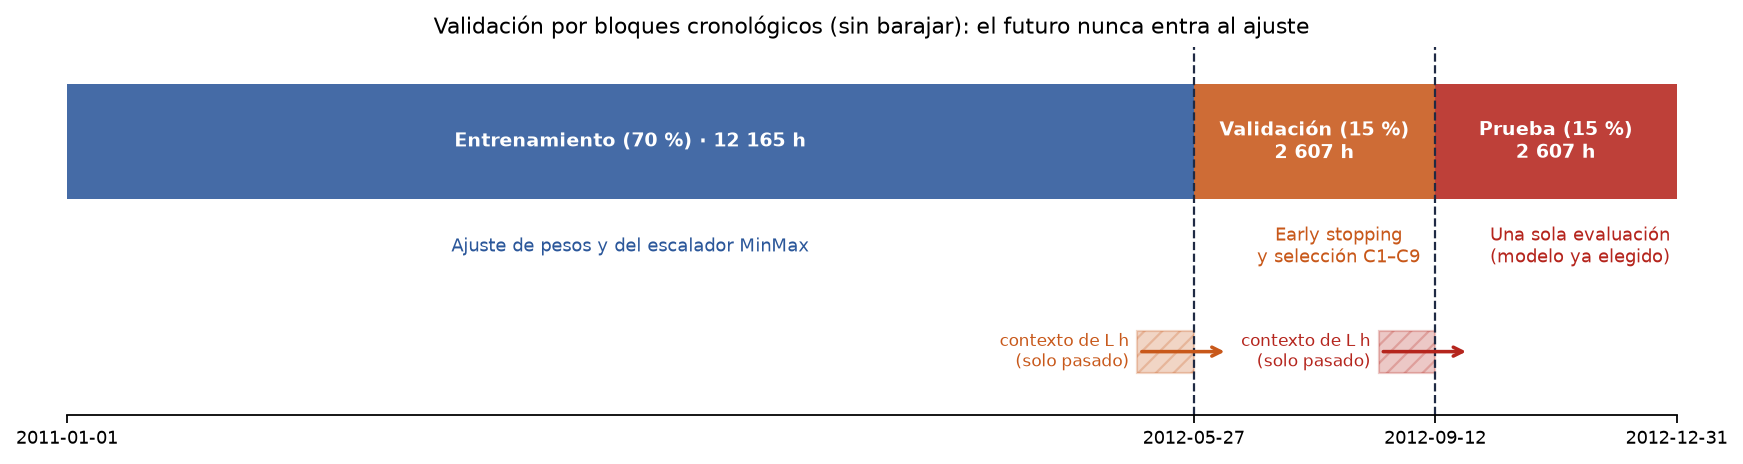 Validación por bloques cronológicos (sin barajar): el futuro nunca entra al ajuste
Entrenamiento (70 %) · 12 165 h
Validación (15 %)
2 607 h
Prueba (15 %)
2 607 h
Ajuste de pesos y del escalador MinMax
Early stopping
y selección C1–C9
Una sola evaluación
(modelo ya elegido)
contexto de L h
(solo pasado)
contexto de L h
(solo pasado)
2011-01-01
2012-05-27
2012-09-12
2012-12-31